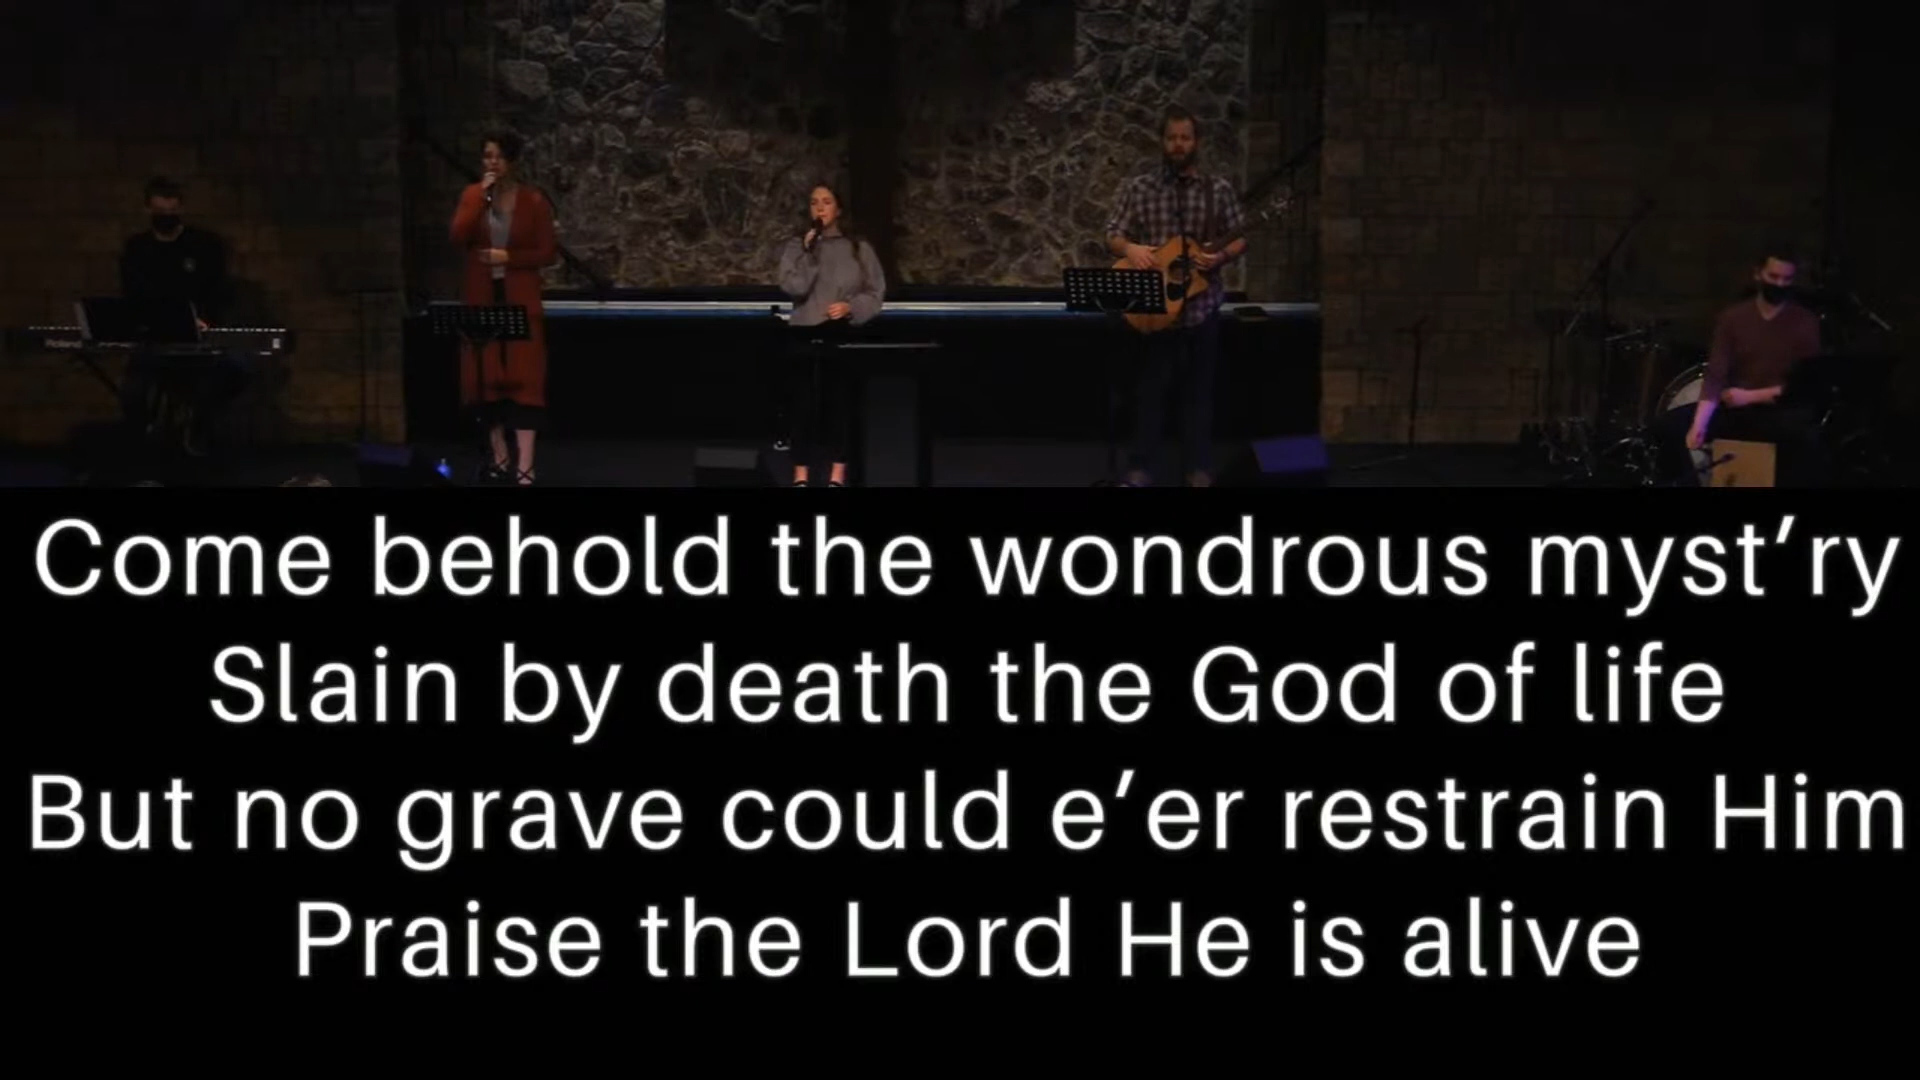 Roland
Come behold the wondrous myst’ry
Slain by death the God of life
But no grave could e’er restrain Him
Praise the Lord He is alive